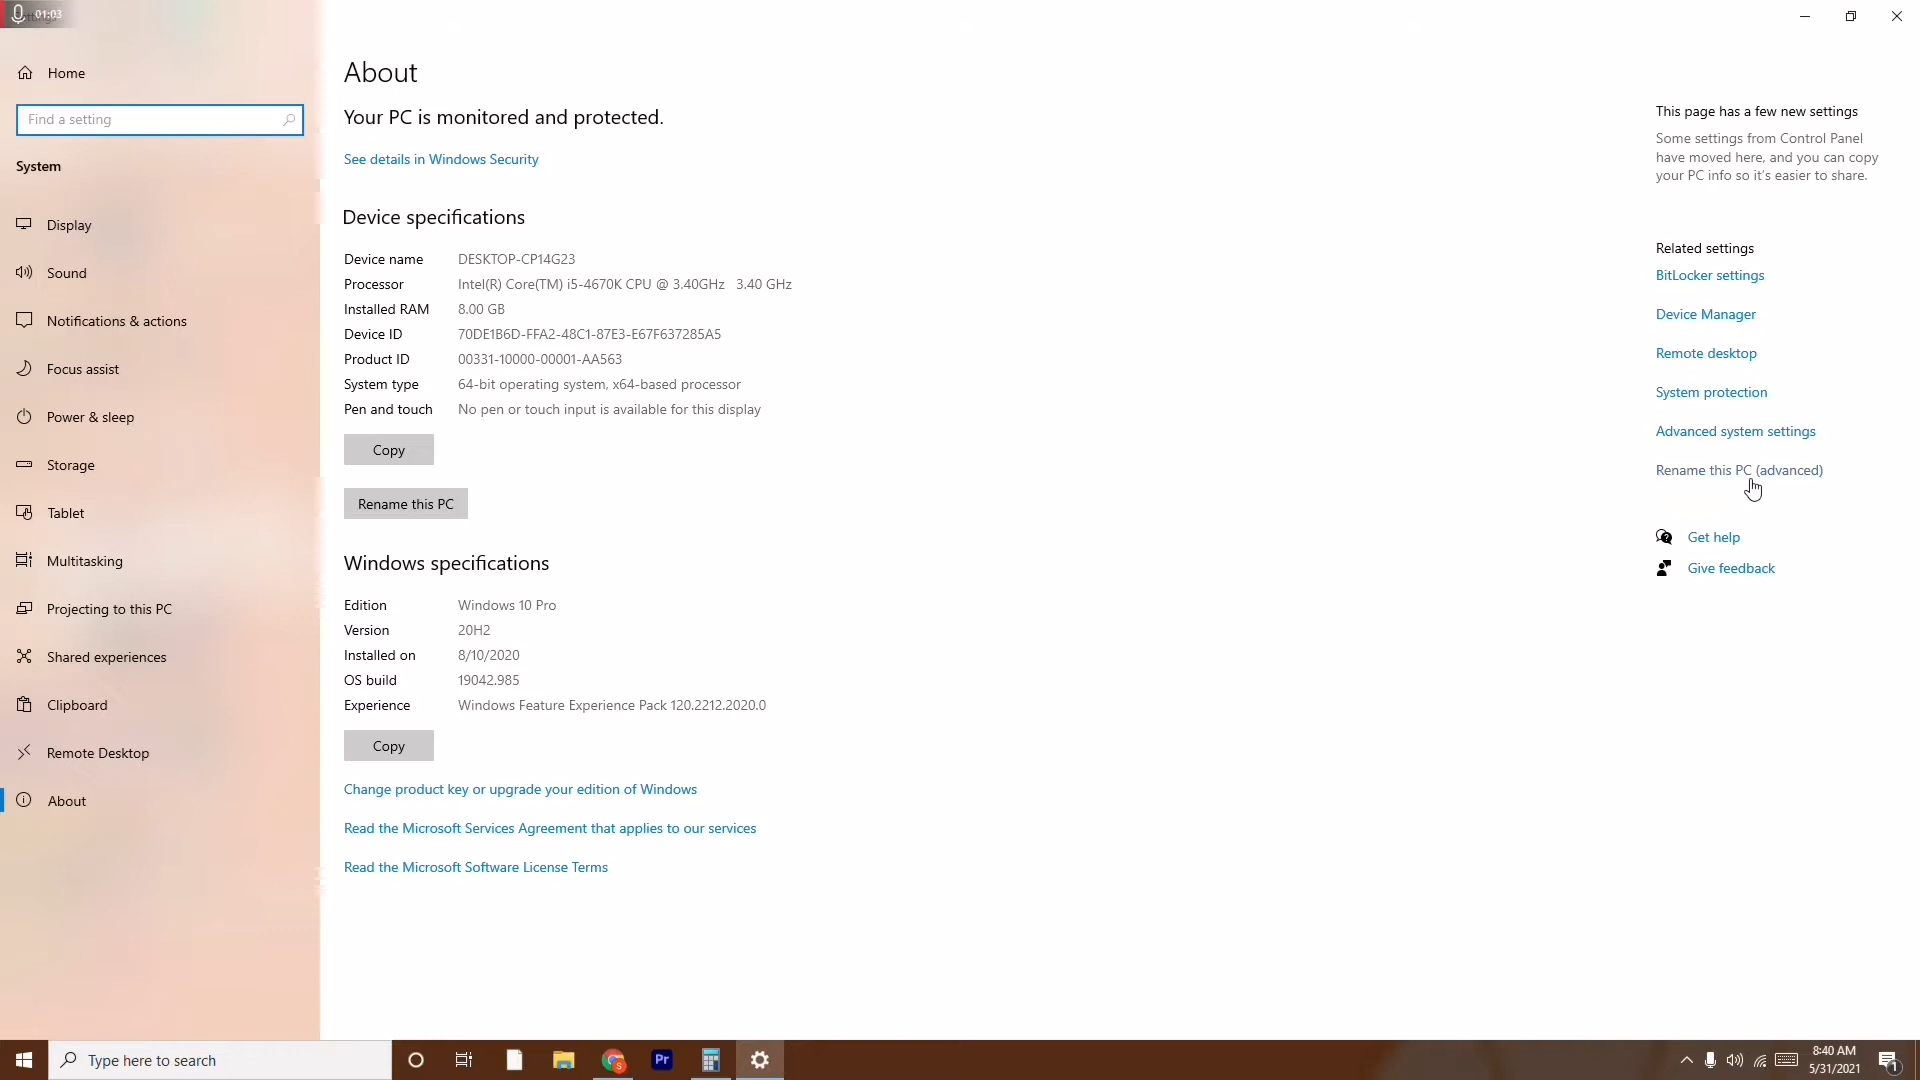 01:03
Home
Find a setting
System
Display
Sound
Notifications & actions
Focus assist
Power & sleep
Storage
Tablet
Multitasking
Projecting to this PC
Shared experiences
Clipboard
Remote Desktop
About
About
Your PC is monitored and protected.
See details in Windows Security
Device specifications
Device name DESKTOP-CP14G23
Processor Intel(R) Core(TM) i5-4670K CPU @ 3.40GHz 3.40 GHz
Installed RAM 8.00 GB
Device ID 70DE1B6D-FFA2-48C1-87E3-E67F637285A5
Product ID 00331-10000-00001-AA563
System type 64-bit operating system, x64-based processor
Pen and touch No pen or touch input is available for this display
Copy
Rename this PC
Windows specifications
Edition Windows 10 Pro
Version 20H2
Installed on 8/10/2020
OS build 19042.985
Experience Windows Feature Experience Pack 120.2212.2020.0
Copy
Change product key or upgrade your edition of Windows
Read the Microsoft Services Agreement that applies to our services
Read the Microsoft Software License Terms
This page has a few new settings
Some settings from Control Panel
have moved here, and you can copy
your PC info so it's easier to share.
Related settings
BitLocker settings
Device Manager
Remote desktop
System protection
Advanced system settings
Rename this PC (advanced)
Get help
Give feedback
Type here to search
S
Pr
8:40 AM
5/31/2021
1